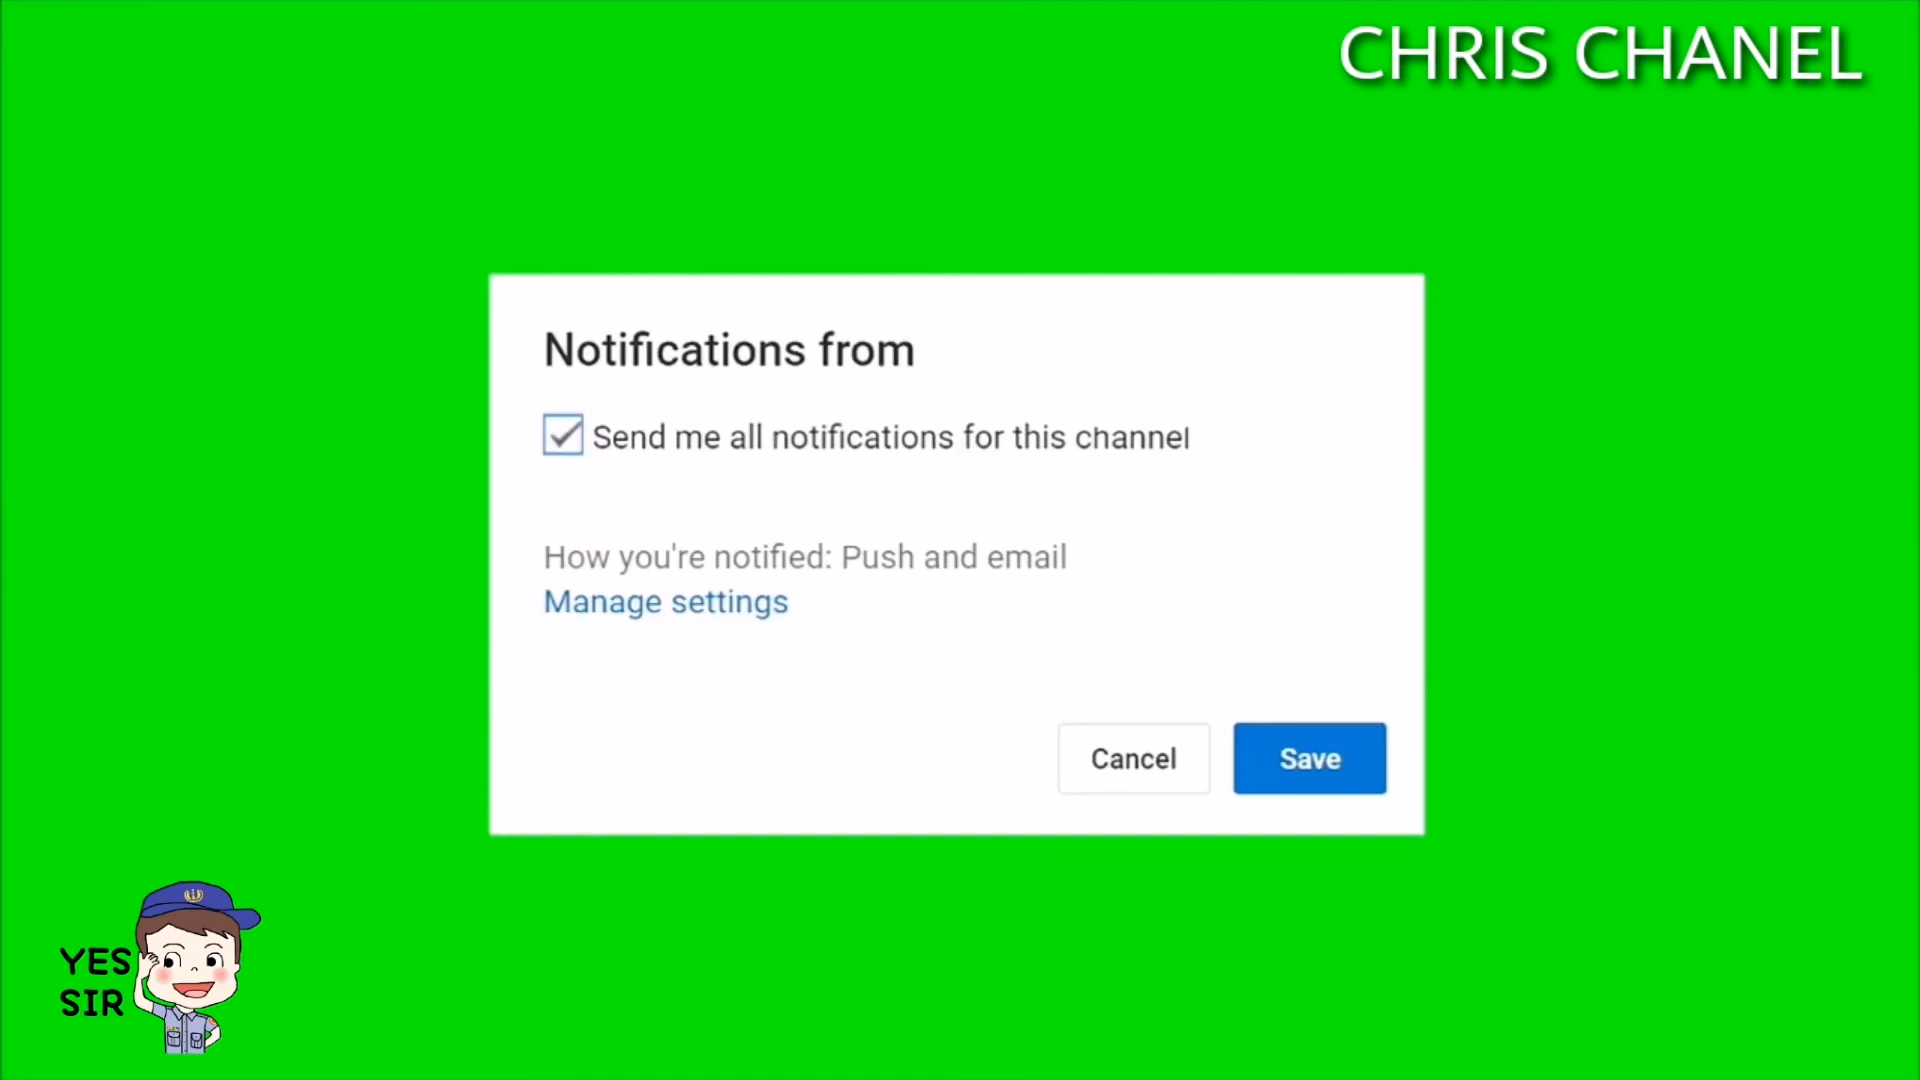 CHRIS CHANEL
Notifications from
Send me all notifications for this channel
How you're notified: Push and email
Manage settings
Cancel
Save
YES
SIR